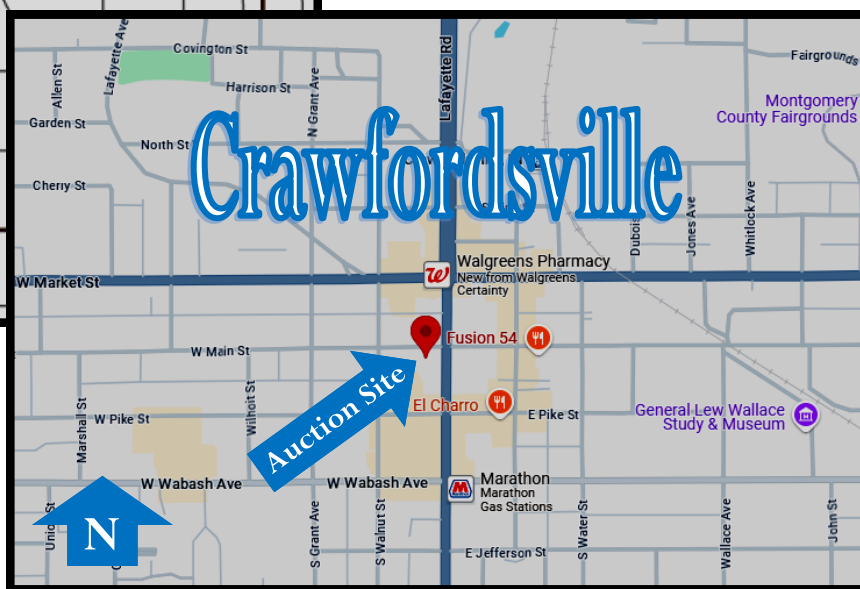 Lafayette Ave
Covington St
Lafayette Rd
Fairgrounds
Allen St
Harrison St
N Grant Ave
Montgomery
County Fairgrounds
Garden St
North St
Crawfordsville
Cherry St
Jones Ave
Whitlock Ave
Walgreens Pharmacy
New from Walgreens
Certainty
W Market St
Fusion 54
W Main St
Auction Site
Wilhoit St
Marshall St
El Charro
W Pike St
E Pike St
General Lew Wallace
Study & Museum
W Wabash Ave
W Wabash Ave
Marathon
Marathon
Gas Stations
N
S Grant Ave
S Walnut St
E Jefferson St
S Water St
Wallace Ave
John St